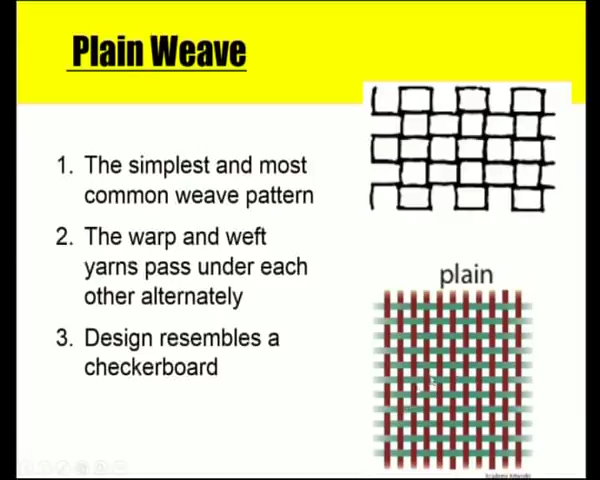 Plain Weave
1. The simplest and most
common weave pattern
2. The warp and weft
yarns pass under each
other alternately
3. Design resembles a
checkerboard
plain